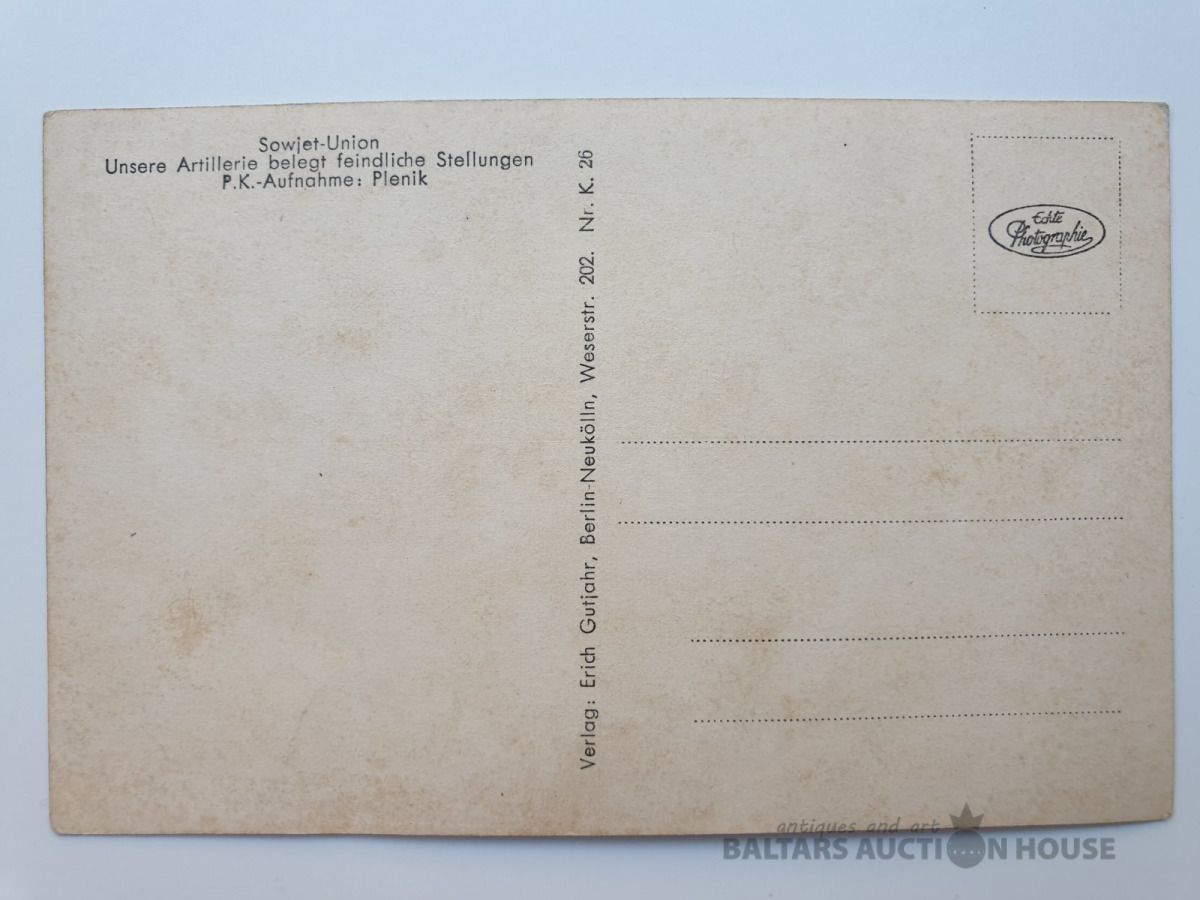 Sowjet-Union
Unsere Artillerie belegt feindliche Stellungen
P.K.-Aufnahme: Plenik
Verlag: Erich Gutjahr, Berlin-Neukölln, Weserstr. 202. Nr. K. 26
Echte
Photographie
antiques and art
BALTARS AUCTION HOUSE